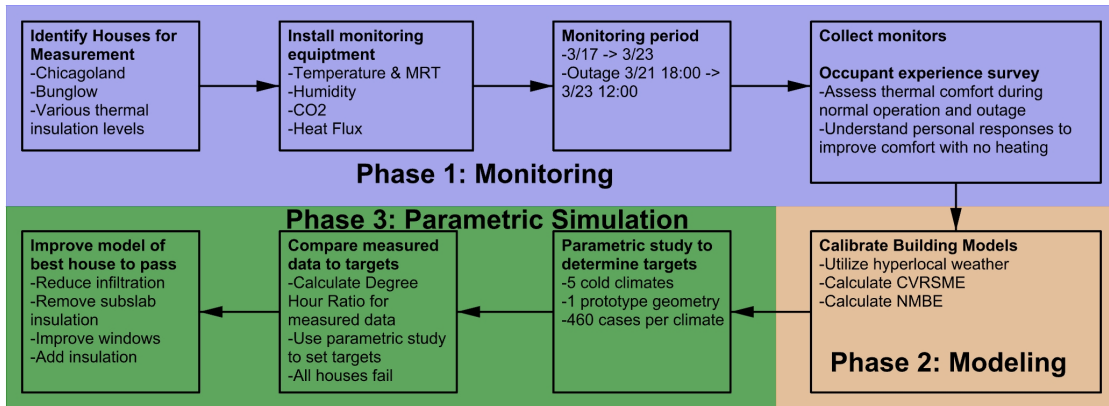 Identify Houses for
Measurement
-Chicagoland
-Bunglow
-Various thermal
insulation levels
Install monitoring
equiptment
-Temperature & MRT
-Humidity
-CO2
-Heat Flux
Monitoring period
-3/17 -> 3/23
-Outage 3/21 18:00 ->
3/23 12:00
Collect monitors
Occupant experience survey
-Assess thermal comfort during
normal operation and outage
-Understand personal responses to
improve comfort with no heating
Phase 1: Monitoring
Calibrate Building Models
-Utilize hyperlocal weather
-Calculate CVRSME
-Calculate NMBE
Phase 2: Modeling
Phase 3: Parametric Simulation
Parametric study to
determine targets
-5 cold climates
-1 prototype geometry
-460 cases per climate
Compare measured
data to targets
-Calculate Degree
Hour Ratio for
measured data
-Use parametric study
to set targets
-All houses fail
Improve model of
best house to pass
-Reduce infiltration
-Remove subslab
insulation
-Improve windows
-Add insulation